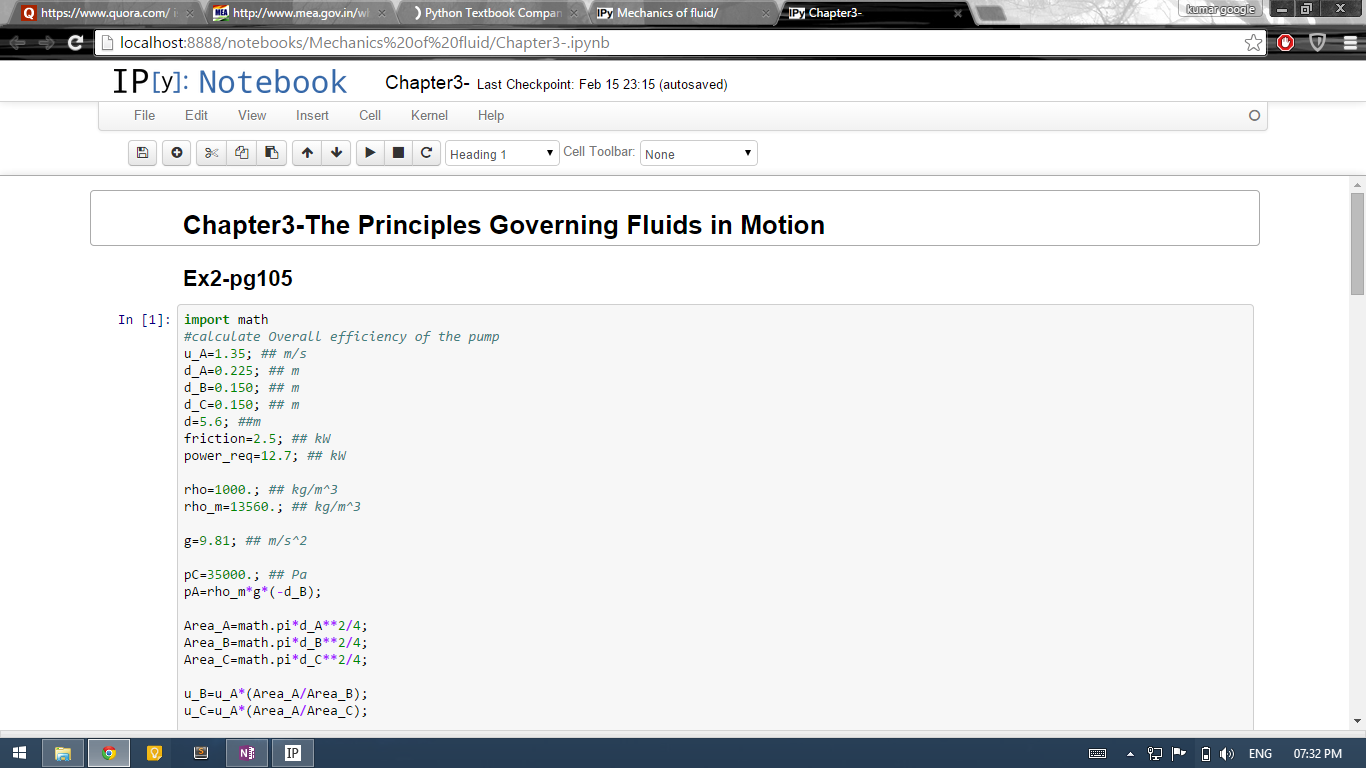 https://www.quora.com/
MEA http://www.mea.gov.in/wh
Python Textbook Compan
IPy Mechanics of fluid/
IPy Chapter3-
kumar google
localhost:8888/notebooks/Mechanics%20of%20fluid/Chapter3-.ipynb
IP[y]: Notebook
Chapter3- Last Checkpoint: Feb 15 23:15 (autosaved)
File Edit View Insert Cell Kernel Help
Heading 1 Cell Toolbar: None
Chapter3-The Principles Governing Fluids in Motion
Ex2-pg105
In [1]: import math
#calculate Overall efficiency of the pump
u_A=1.35; ## m/s
d_A=0.225; ## m
d_B=0.150; ## m
d_C=0.150; ## m
d=5.6; ##m
friction=2.5; ## kW
power_req=12.7; ## kW
rho=1000.; ## kg/m^3
rho_m=13560.; ## kg/m^3
g=9.81; ## m/s^2
pC=35000.; ## Pa
pA=rho_m*g*(-d_B);
Area_A=math.pi*d_A**2/4;
Area_B=math.pi*d_B**2/4;
Area_C=math.pi*d_C**2/4;
u_B=u_A*(Area_A/Area_B);
u_C=u_A*(Area_A/Area_C);
IP
ENG 07:32 PM